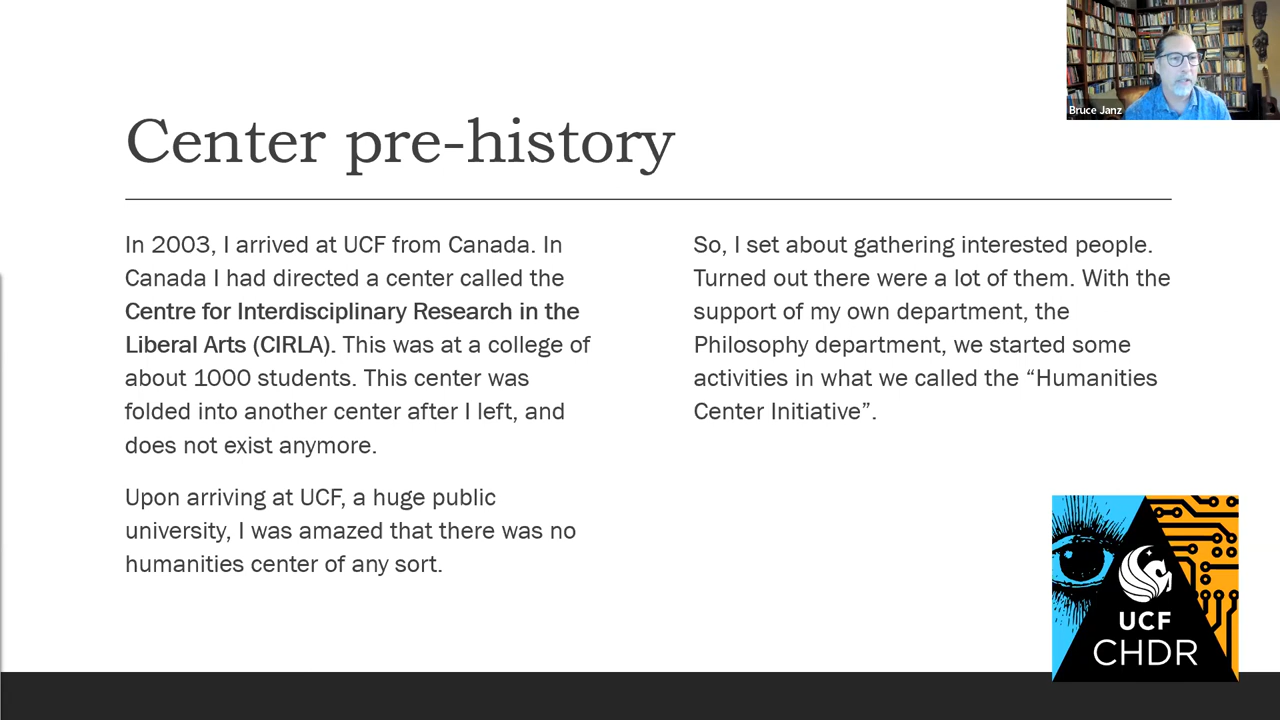 Bruce Janz
Center pre-history
In 2003, I arrived at UCF from Canada. In
Canada I had directed a center called the
Centre for Interdisciplinary Research in the
Liberal Arts (CIRLA). This was at a college of
about 1000 students. This center was
folded into another center after I left, and
does not exist anymore.
Upon arriving at UCF, a huge public
university, I was amazed that there was no
humanities center of any sort.
So, I set about gathering interested people.
Turned out there were a lot of them. With the
support of my own department, the
Philosophy department, we started some
activities in what we called the “Humanities
Center Initiative”.
UCF
CHDR